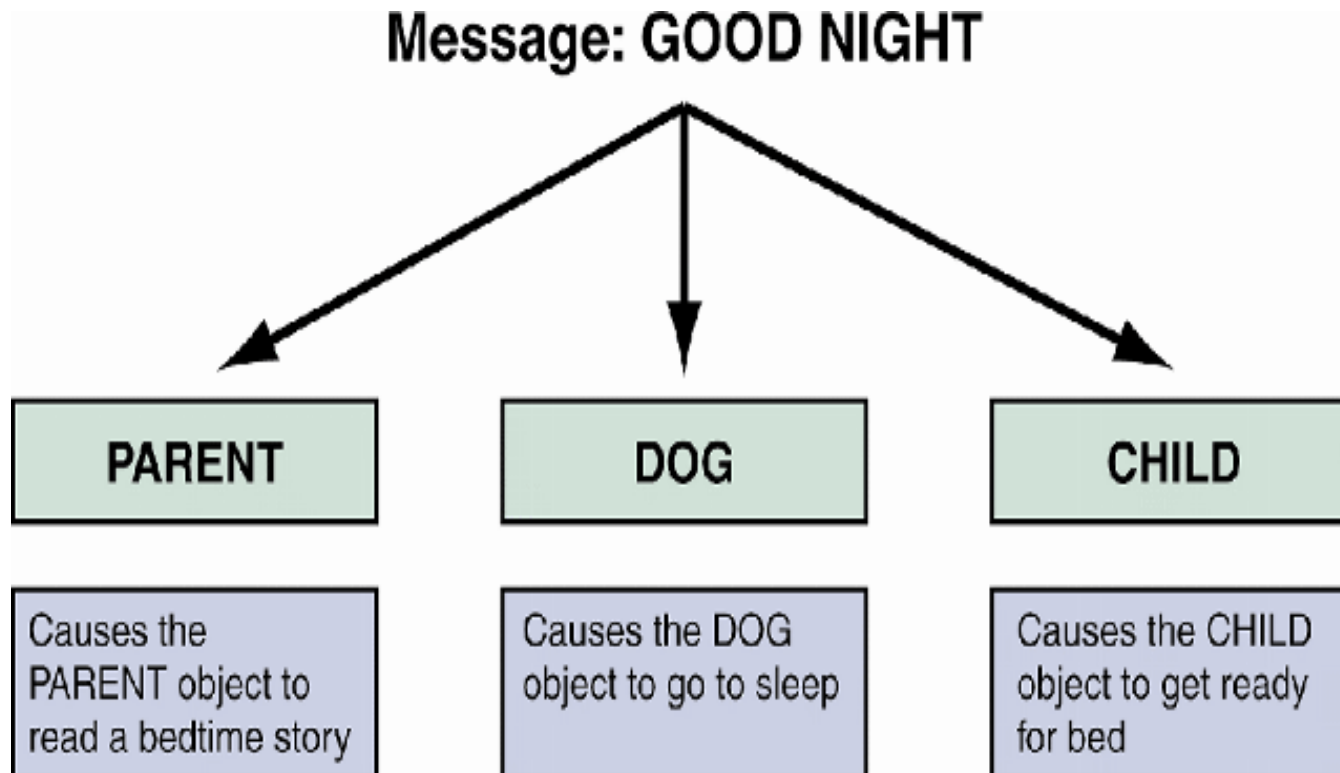 Message: GOOD NIGHT
PARENT
DOG
CHILD
Causes the
PARENT object to
read a bedtime story
Causes the DOG
object to go to sleep
Causes the CHILD
object to get ready
for bed